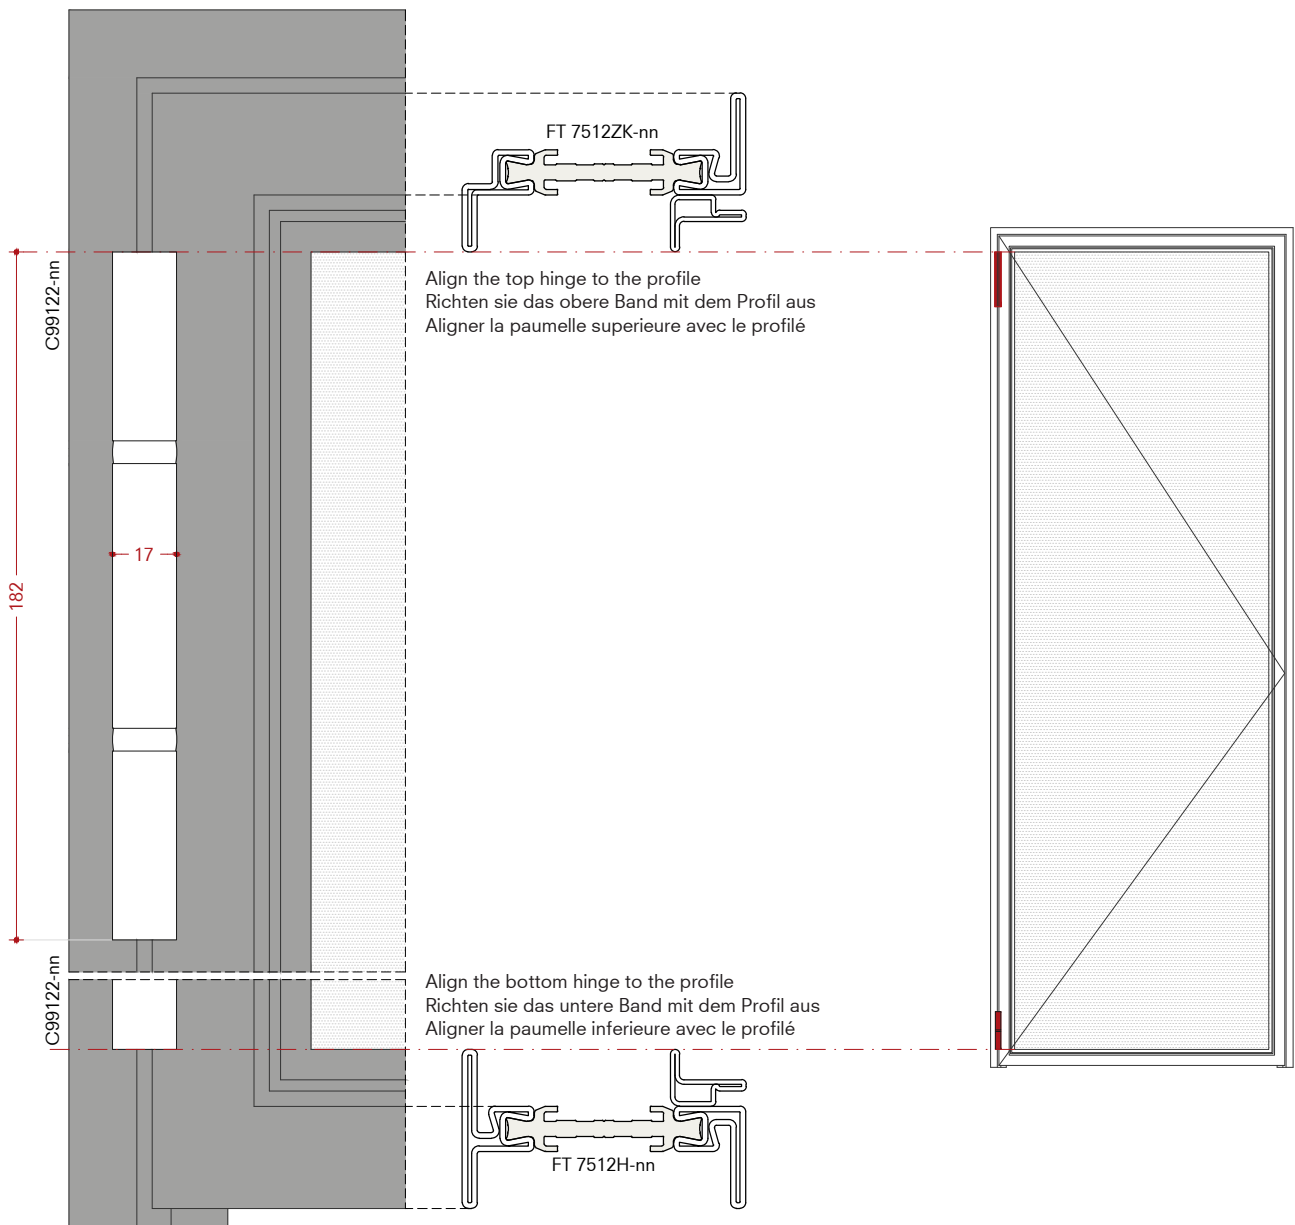 FT 7512ZK-nn
C99122-nn
Align the top hinge to the profile
Richten sie das obere Band mit dem Profil aus
Aligner la paumelle superieure avec le profilé
17
182
C99122-nn
Align the bottom hinge to the profile
Richten sie das untere Band mit dem Profil aus
Aligner la paumelle inferieure avec le profilé
FT 7512H-nn